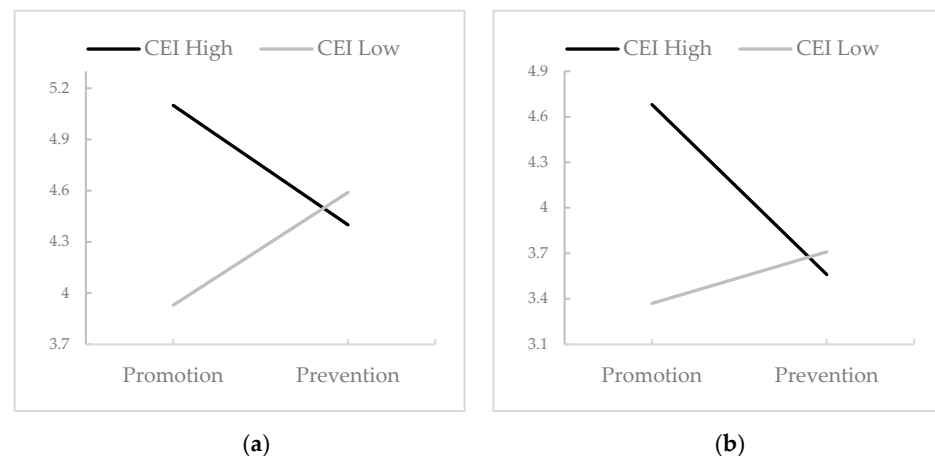 CEI High CEI Low
5.2
4.9
4.6
4.3
4
3.7
Promotion Prevention
(a)
CEI High CEI Low
4.9
4.6
4.3
4
3.7
3.4
3.1
Promotion Prevention
(b)